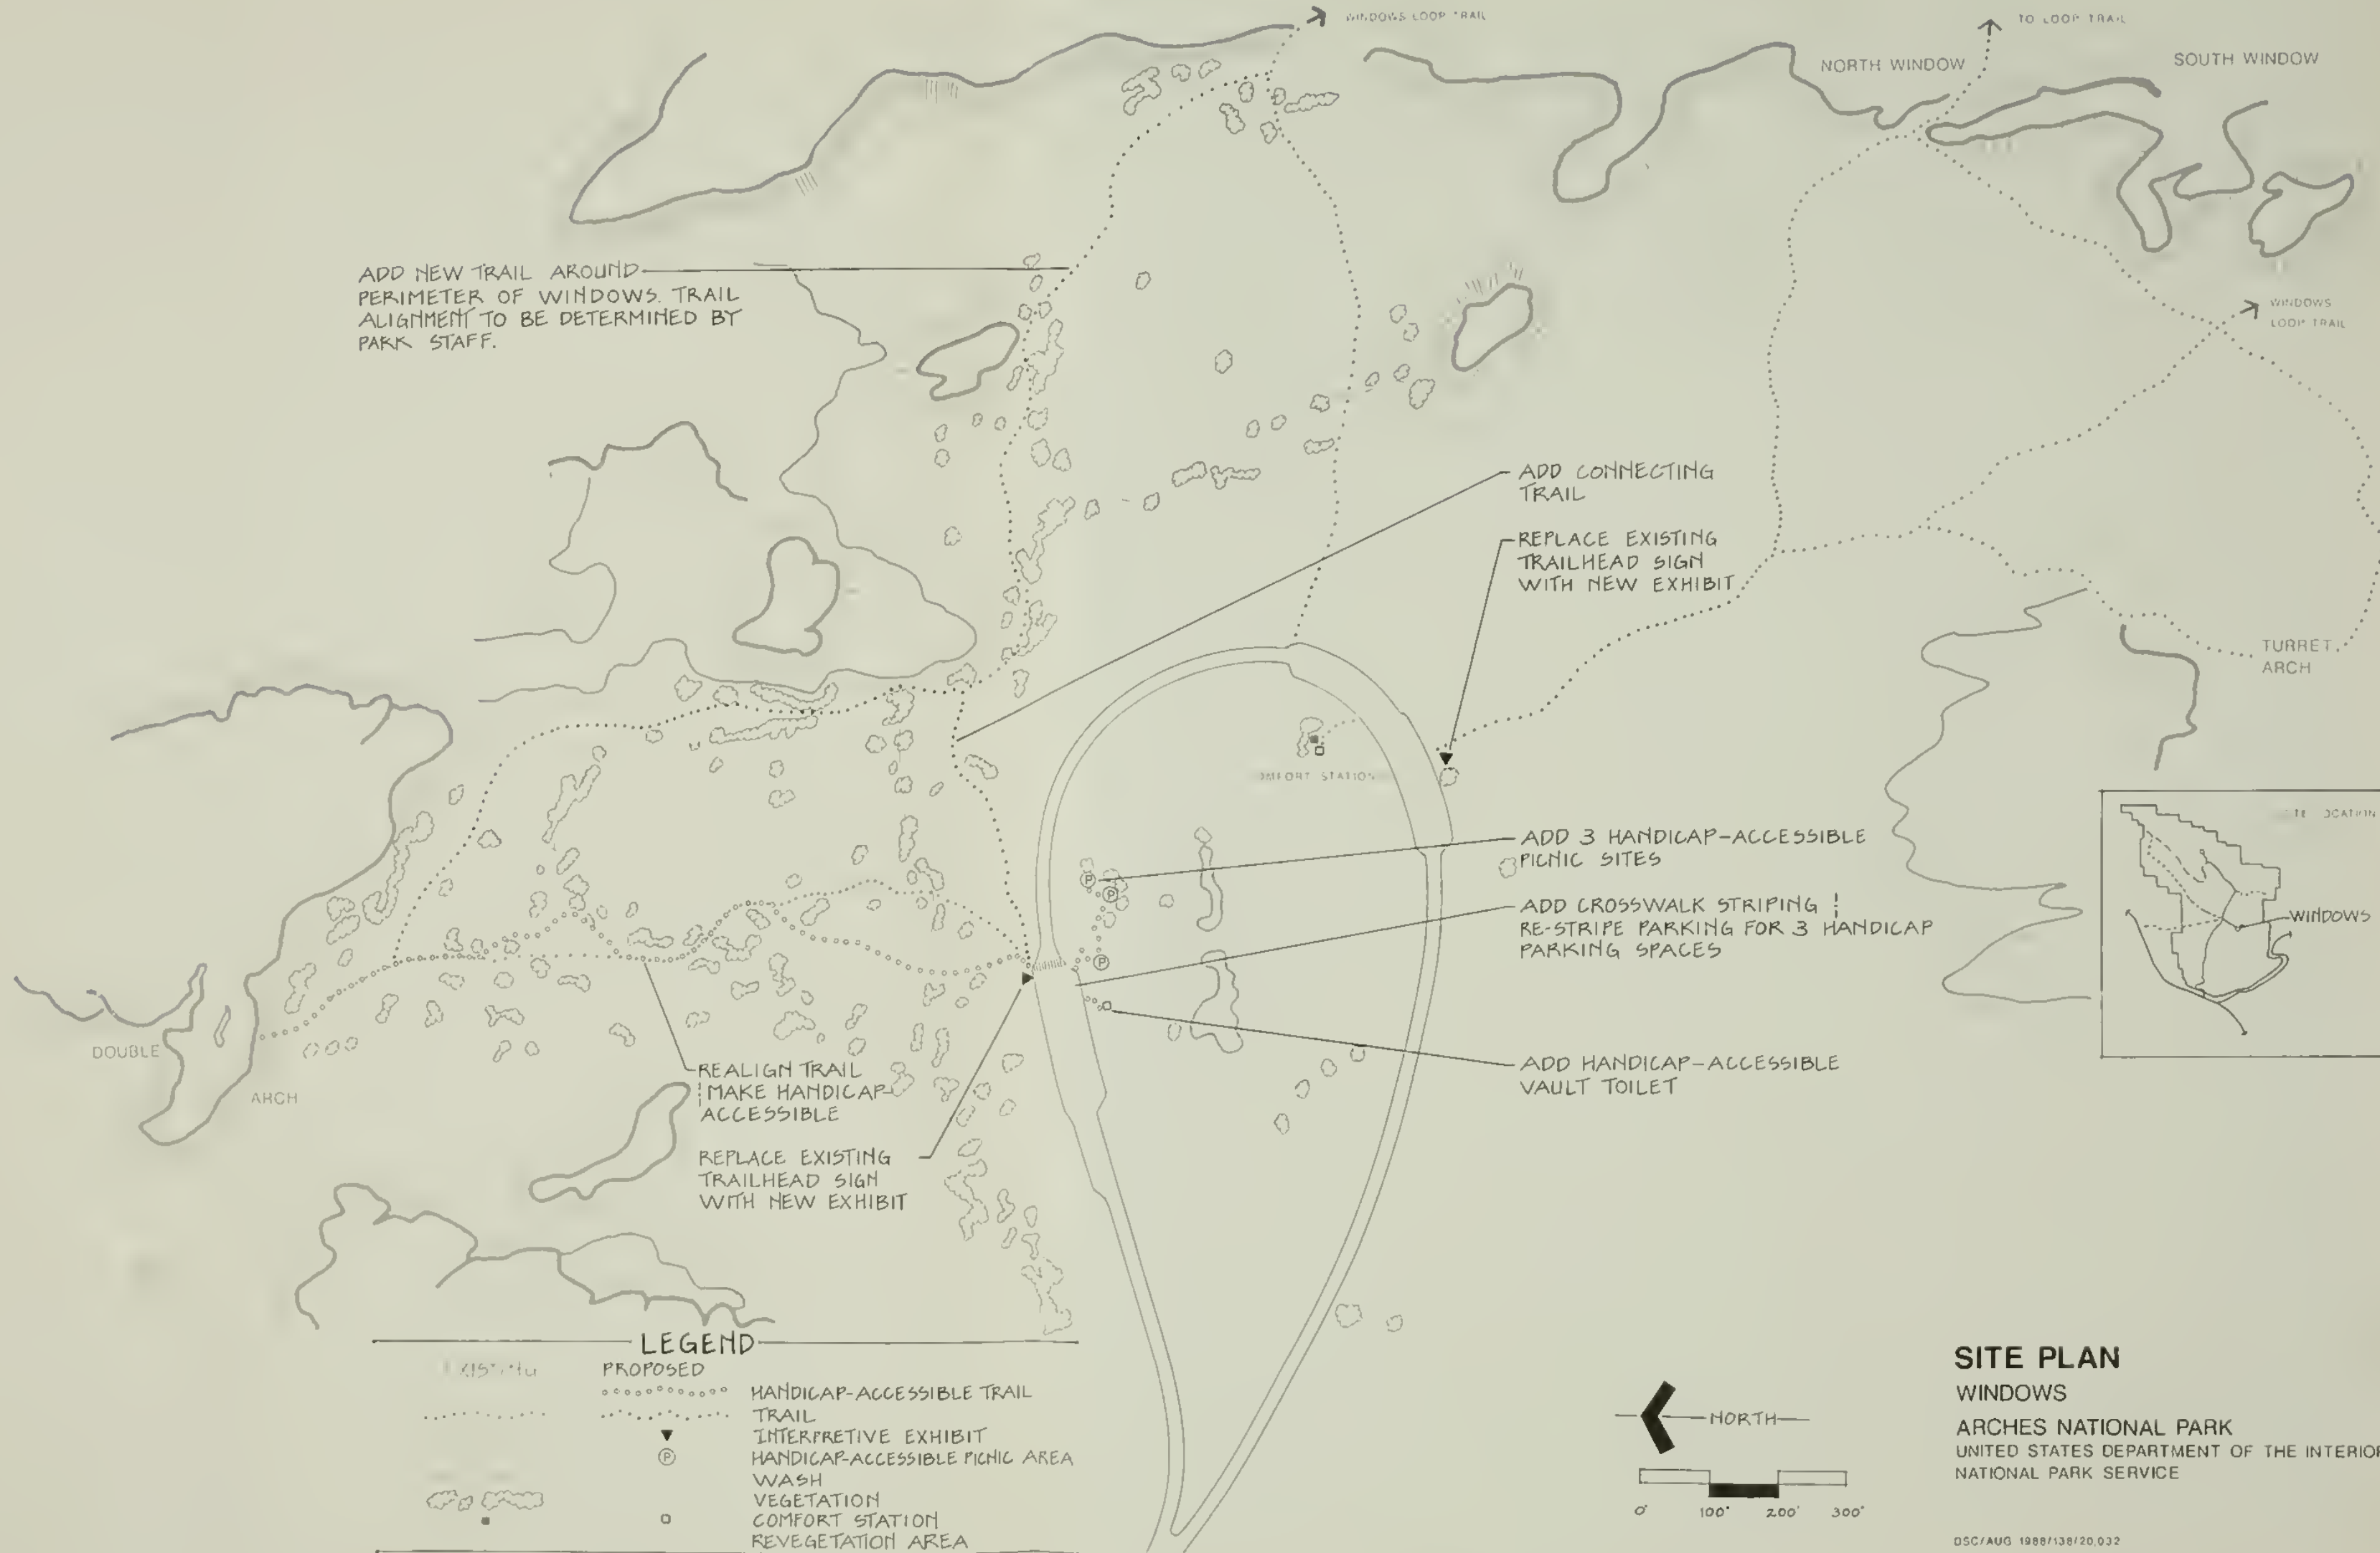 WINDOWS LOOP TRAIL
TO LOOP TRAIL
NORTH WINDOW
SOUTH WINDOW
ADD NEW TRAIL AROUND
PERIMETER OF WINDOWS. TRAIL
ALIGNMENT TO BE DETERMINED BY
PARK STAFF.
WINDOWS
LOOP TRAIL
ADD CONNECTING
TRAIL
REPLACE EXISTING
TRAILHEAD SIGN
WITH NEW EXHIBIT
TURRET
ARCH
OMFORT STATION
ADD 3 HANDICAP-ACCESSIBLE
PICNIC SITES
ADD CROSSWALK STRIPING &
RE-STRIPE PARKING FOR 3 HANDICAP
PARKING SPACES
WINDOWS
DOUBLE
ARCH
REALIGN TRAIL
& MAKE HANDICAP-
ACCESSIBLE
ADD HANDICAP-ACCESSIBLE
VAULT TOILET
REPLACE EXISTING
TRAILHEAD SIGN
WITH NEW EXHIBIT
LEGEND
PROPOSED
HANDICAP-ACCESSIBLE TRAIL
TRAIL
INTERPRETIVE EXHIBIT
P HANDICAP-ACCESSIBLE PICNIC AREA
WASH
VEGETATION
COMFORT STATION
REVEGETATION AREA
NORTH
0' 100' 200' 300'
SITE PLAN
WINDOWS
ARCHES NATIONAL PARK
UNITED STATES DEPARTMENT OF THE INTERIOR
NATIONAL PARK SERVICE
DSC/AUG 1988/138/20,032